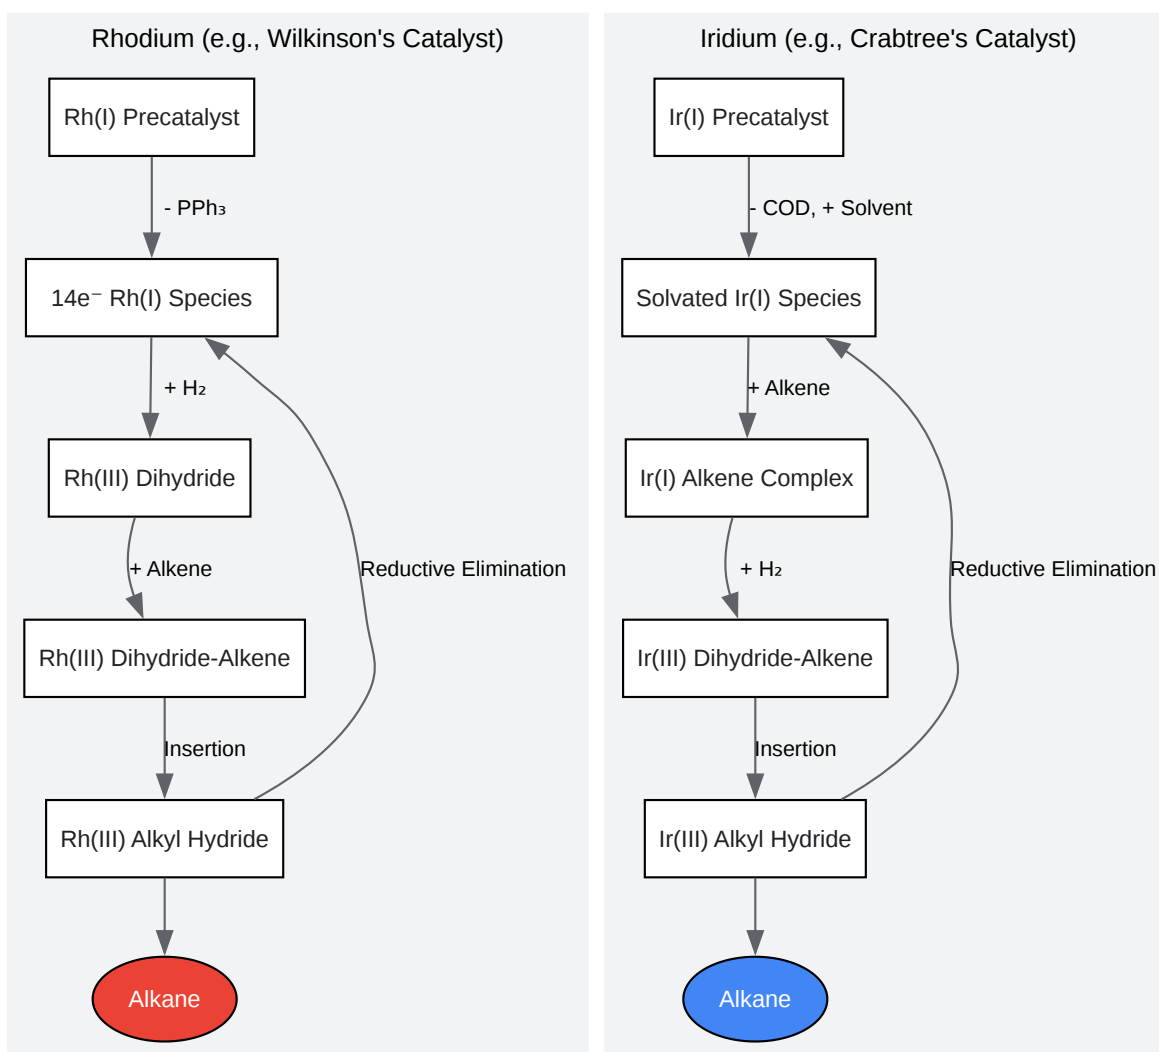 Rhodium (e.g., Wilkinson's Catalyst)
Rh(I) Precatalyst
- PPh₃
14e⁻ Rh(I) Species
+ H₂
Rh(III) Dihydride
+ Alkene
Reductive Elimination
Rh(III) Dihydride-Alkene
Insertion
Rh(III) Alkyl Hydride
Alkane
Iridium (e.g., Crabtree's Catalyst)
Ir(I) Precatalyst
- COD, + Solvent
Solvated Ir(I) Species
+ Alkene
Ir(I) Alkene Complex
+ H₂
Reductive Elimination
Ir(III) Dihydride-Alkene
Insertion
Ir(III) Alkyl Hydride
Alkane